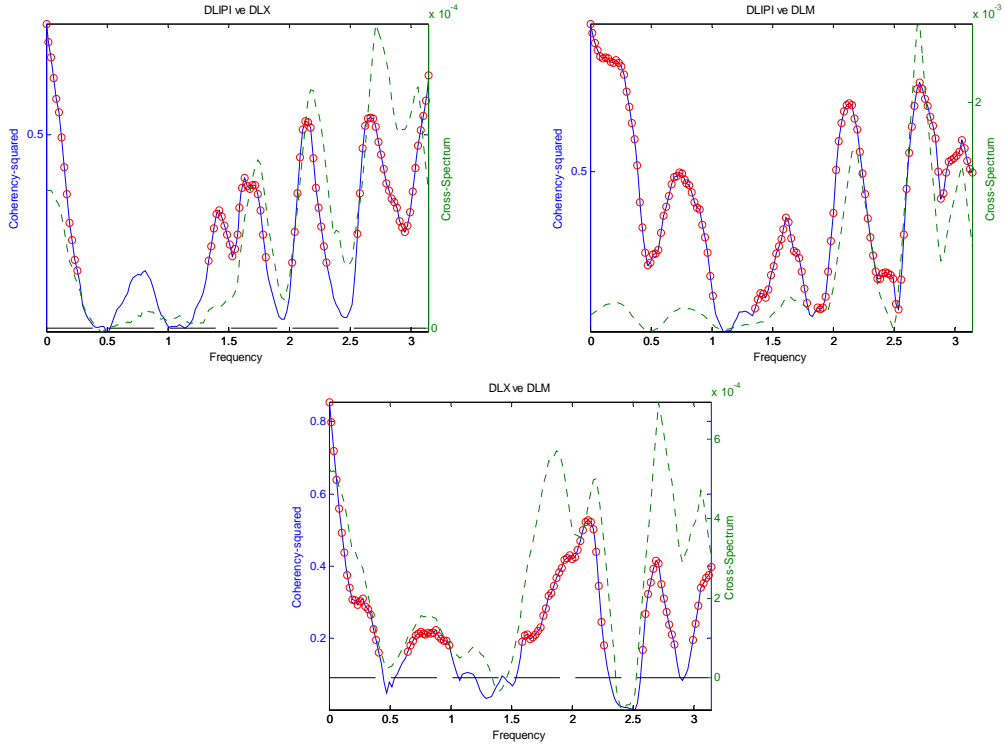 DLIPI ve DLX
x 10^-4
Coherency-squared
0.5
Cross-Spectrum
0
0 0.5 1 1.5 2 2.5 3
Frequency
DLIPI ve DLM
x 10^-3
Coherency-squared
0.5
Cross-Spectrum
2
0 0.5 1 1.5 2 2.5 3
Frequency
DLX ve DLM
x 10^-4
Coherency-squared
0.8
0.6
0.4
0.2
Cross-Spectrum
6
4
2
0
0 0.5 1 1.5 2 2.5 3
Frequency